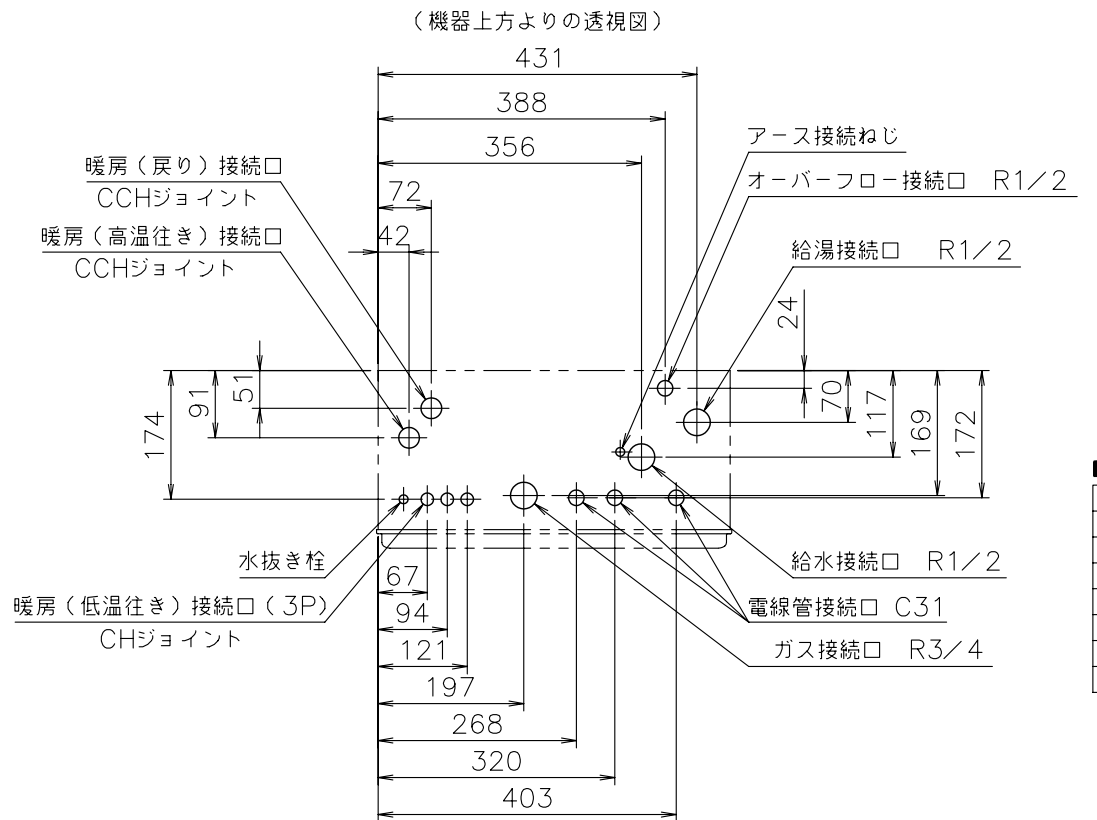 （機器上方よりの透視図）
431
388
356
アース接続ねじ
暖房（戻り）接続口
CCHジョイント
72
オーバーフロー接続口 R1／2
暖房（高温往き）接続口
CCHジョイント
42
給湯接続口 R1／2
24
174
91
51
70
117
169
172
水抜き栓
給水接続口 R1／2
67
暖房（低温往き）接続口（3P）
CHジョイント
94
電線管接続口 C31
121
ガス接続口 R3／4
197
268
320
403